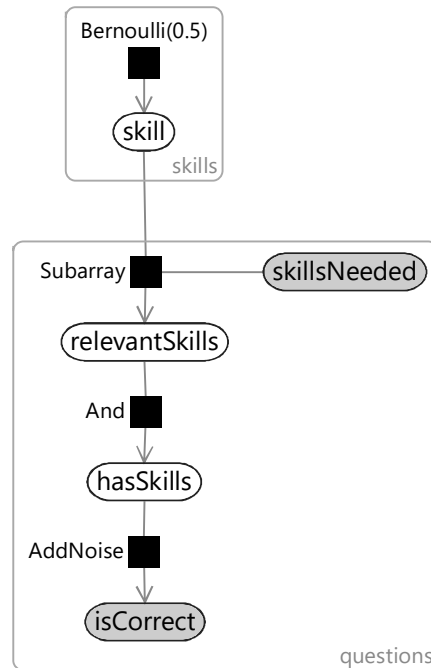 Bernoulli(0.5)
skill
skills
Subarray
skillsNeeded
relevantSkills
And
hasSkills
AddNoise
isCorrect
questions